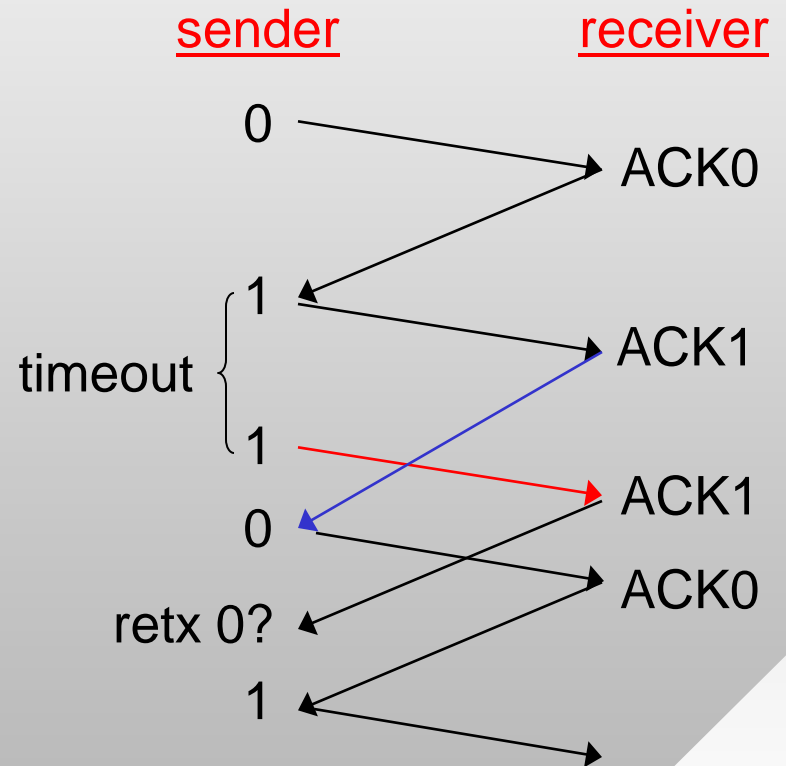 sender receiver
0
ACK0
1
ACK1
timeout
1
ACK1
0
ACK0
retx 0?
1